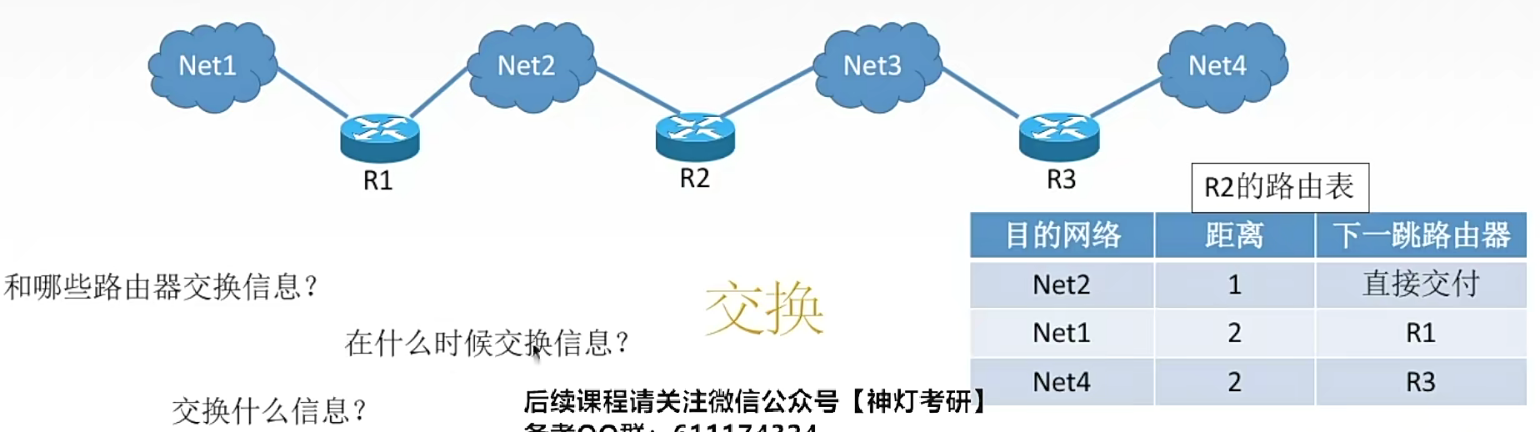 Net1
Net2
Net3
Net4
R1
R2
R3
R2的路由表
目的网络 距离 下一跳路由器
Net2 1 直接交付
Net1 2 R1
Net4 2 R3
和哪些路由器交换信息?
交换
在什么时候交换信息?
交换什么信息?
后续课程请关注微信公众号【神灯考研】